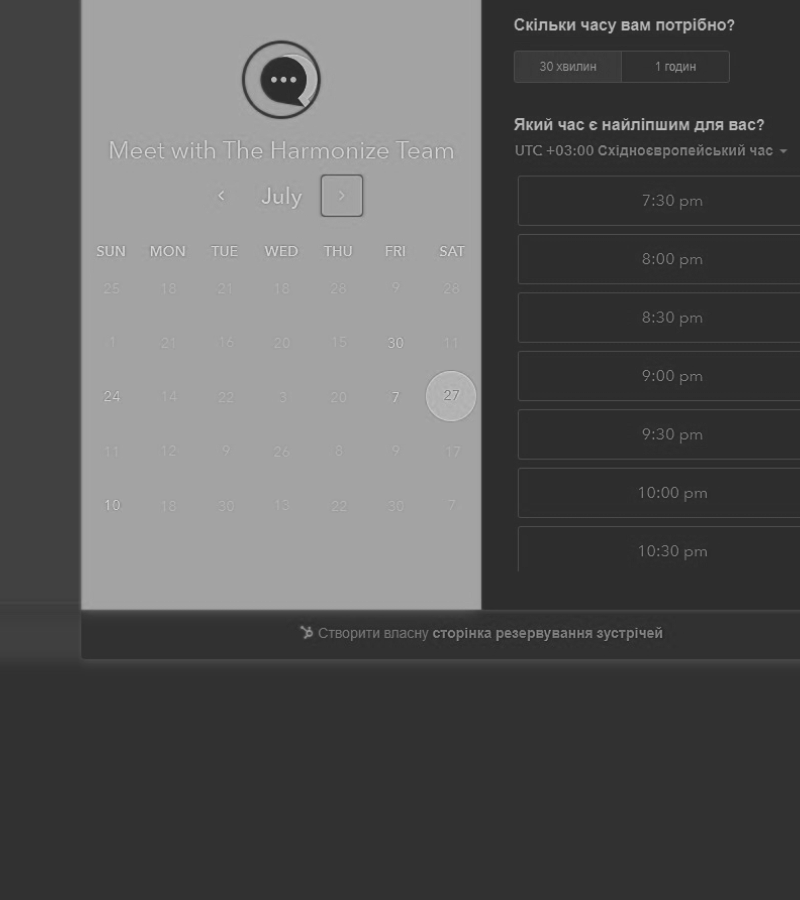 Meet with The Harmonize Team
July
SUN MON TUE WED THU FRI SAT
25 18 21 18 28 9 28
1 21 16 20 15 30 11
24 14 22 3 20 7 27
11 12 9 26 8 9 17
10 18 30 13 22 30 7
Скільки часу вам потрібно?
30 хвилин 1 годин
Який час є найліпшим для вас?
UTC +03:00 Східноєвропейський час
7:30 pm
8:00 pm
8:30 pm
9:00 pm
9:30 pm
10:00 pm
10:30 pm
Створити власну сторінка резервування зустрічей